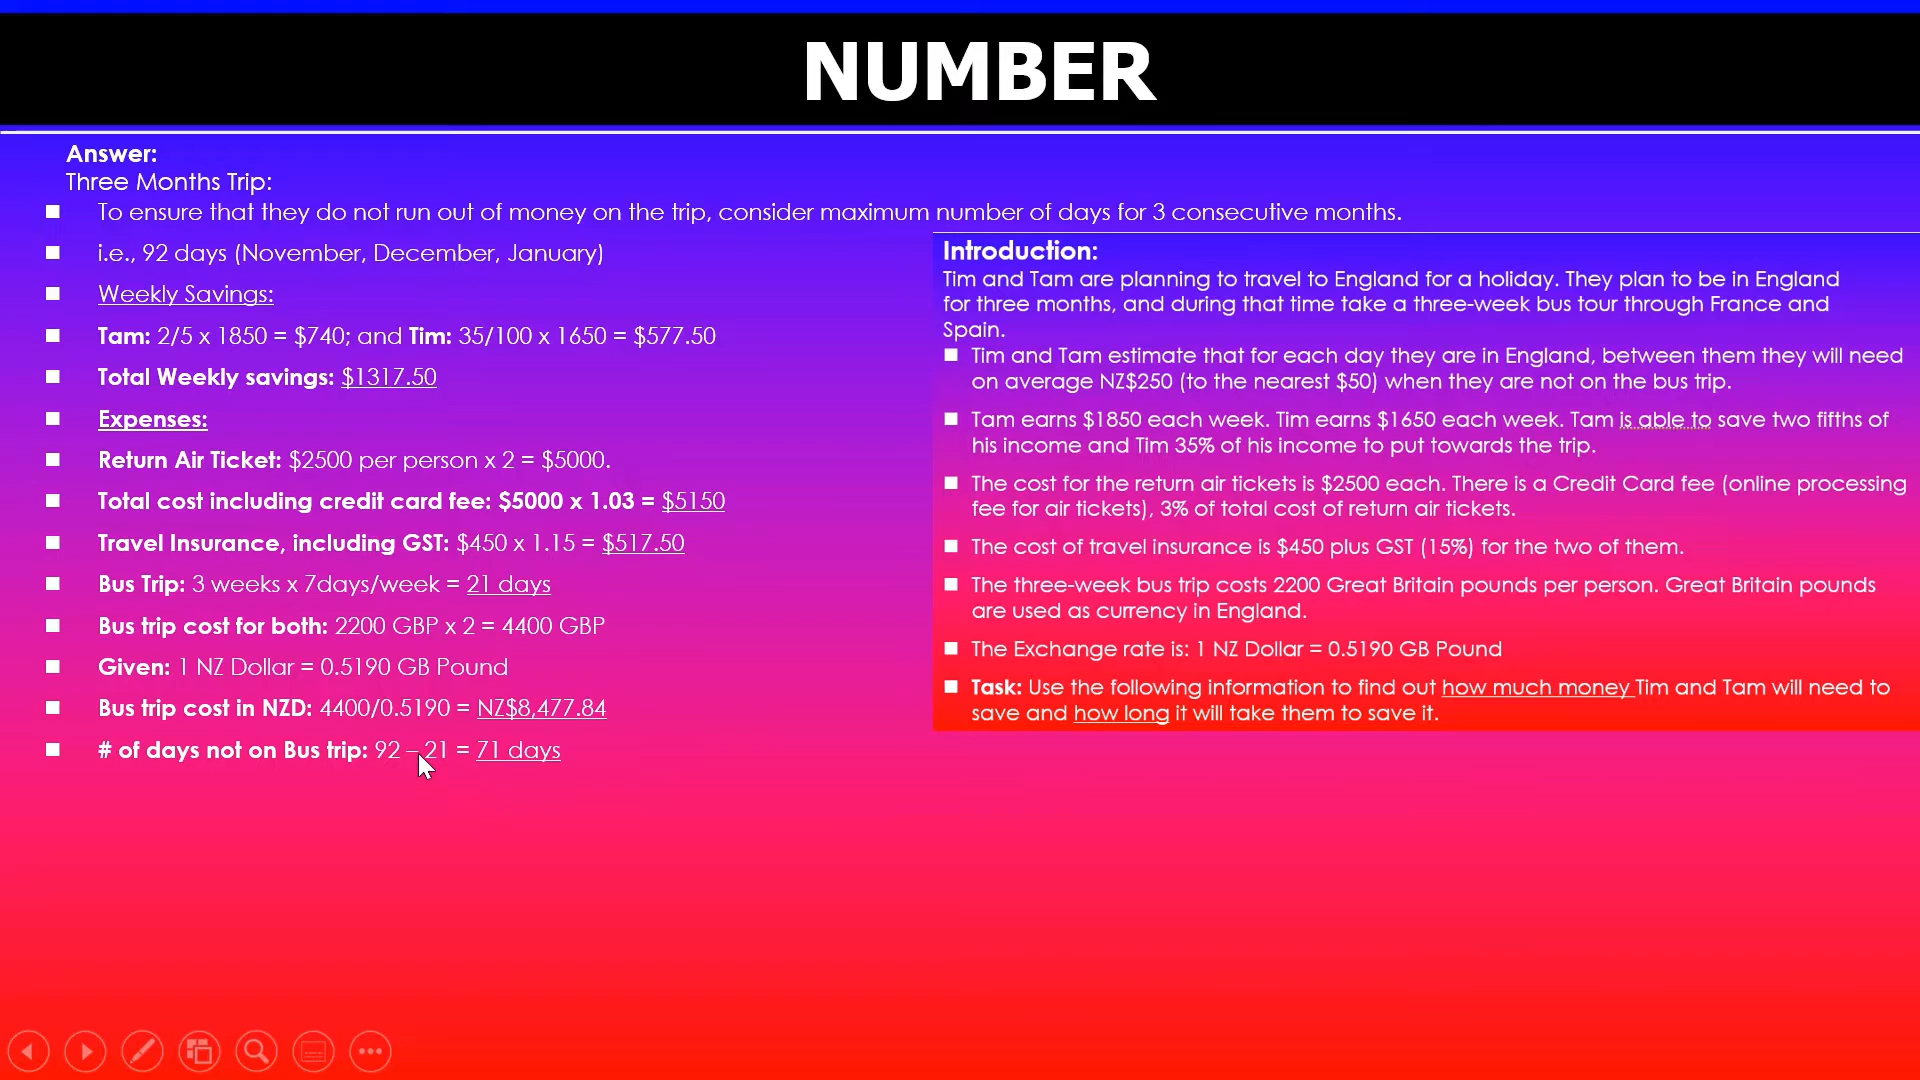 NUMBER
Answer:
Three Months Trip:
To ensure that they do not run out of money on the trip, consider maximum number of days for 3 consecutive months.
i.e., 92 days (November, December, January)
Weekly Savings:
Tam: 2/5 x 1850 = $740; and Tim: 35/100 x 1650 = $577.50
Total Weekly savings: $1317.50
Expenses:
Return Air Ticket: $2500 per person x 2 = $5000.
Total cost including credit card fee: $5000 x 1.03 = $5150
Travel Insurance, including GST: $450 x 1.15 = $517.50
Bus Trip: 3 weeks x 7days/week = 21 days
Bus trip cost for both: 2200 GBP x 2 = 4400 GBP
Given: 1 NZ Dollar = 0.5190 GB Pound
Bus trip cost in NZD: 4400/0.5190 = NZ$8,477.84
# of days not on Bus trip: 92 – 21 = 71 days
Introduction:
Tim and Tam are planning to travel to England for a holiday. They plan to be in England
for three months, and during that time take a three-week bus tour through France and
Spain.
Tim and Tam estimate that for each day they are in England, between them they will need
on average NZ$250 (to the nearest $50) when they are not on the bus trip.
Tam earns $1850 each week. Tim earns $1650 each week. Tam is able to save two fifths of
his income and Tim 35% of his income to put towards the trip.
The cost for the return air tickets is $2500 each. There is a Credit Card fee (online processing
fee for air tickets), 3% of total cost of return air tickets.
The cost of travel insurance is $450 plus GST (15%) for the two of them.
The three-week bus trip costs 2200 Great Britain pounds per person. Great Britain pounds
are used as currency in England.
The Exchange rate is: 1 NZ Dollar = 0.5190 GB Pound
Task: Use the following information to find out how much money Tim and Tam will need to
save and how long it will take them to save it.